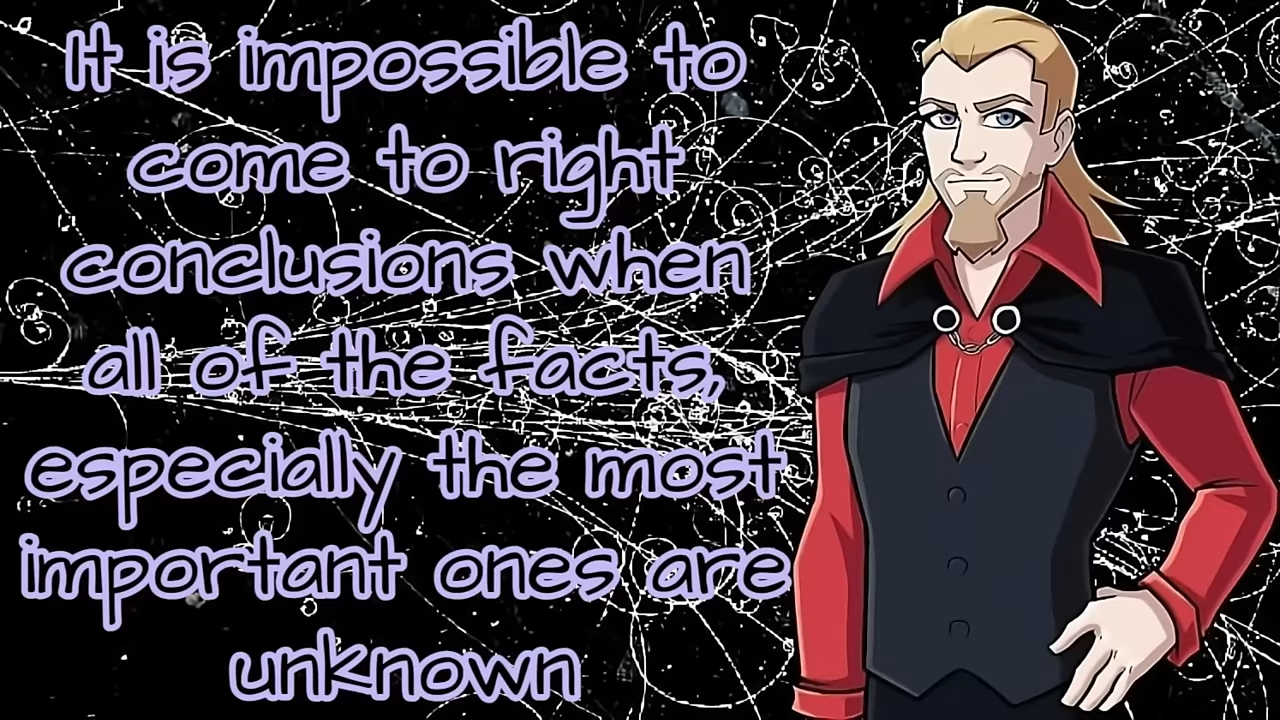 It is impossible to
come to right
conclusions when
all of the facts,
especially the most
important ones are
unknown